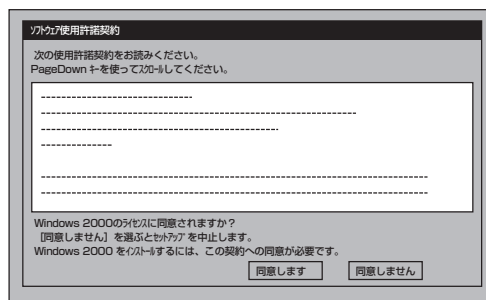 ソフトウェア使用許諾契約
次の使用許諾契約をお読みください。
PageDown キーを使ってスクロールしてください。
Windows 2000のライセンスに同意されますか？
［同意しません］を選ぶとセットアップを中止します。
Windows 2000 をインストールするには、この契約への同意が必要です。
同意します 同意しません